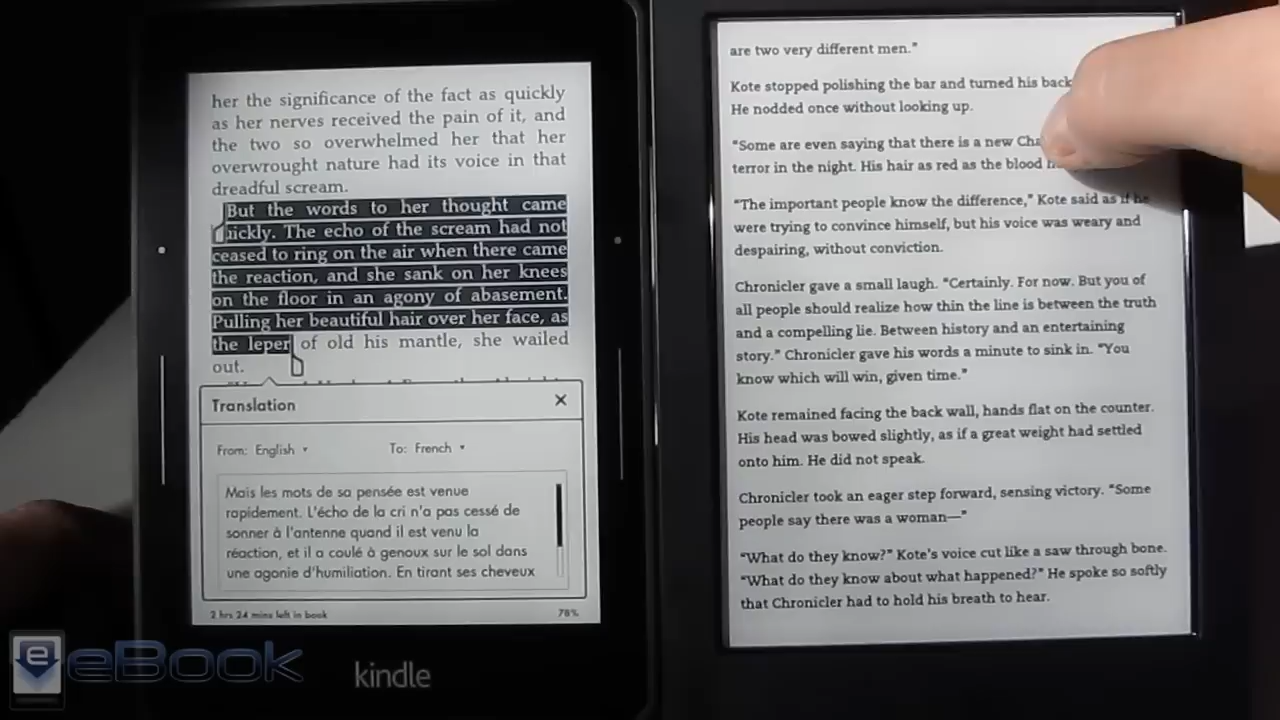 her the significance of the fact as quickly
as her nerves received the pain of it, and
the two so overwhelmed her that her
overwrought nature had its voice in that
dreadful scream.
But the words to her thought came
uickly. The echo of the scream had not
ceased to ring on the air when there came
the reaction, and she sank on her knees
on the floor in an agony of abasement.
Pulling her beautiful hair over her face, as
the leper of old his mantle, she wailed
out.
Translation
From: English To: French
Mais les mots de sa pensée est venue
rapidement. L'écho de la cri n'a pas cessé de
sonner à l'antenne quand il est venu la
réaction, et il a coulé à genoux sur le sol dans
une agonie d'humiliation. En tirant ses cheveux
2 hrs 24 mins left in book 78%
kindle
eBook
are two very different men.”
Kote stopped polishing the bar and turned his back
He nodded once without looking up.
“Some are even saying that there is a new Cha
terror in the night. His hair as red as the blood
“The important people know the difference,” Kote said as if he
were trying to convince himself, but his voice was weary and
despairing, without conviction.
Chronicler gave a small laugh. “Certainly. For now. But you of
all people should realize how thin the line is between the truth
and a compelling lie. Between history and an entertaining
story.” Chronicler gave his words a minute to sink in. “You
know which will win, given time.”
Kote remained facing the back wall, hands flat on the counter.
His head was bowed slightly, as if a great weight had settled
onto him. He did not speak.
Chronicler took an eager step forward, sensing victory. “Some
people say there was a woman—”
“What do they know?” Kote's voice cut like a saw through bone.
“What do they know about what happened?” He spoke so softly
that Chronicler had to hold his breath to hear.